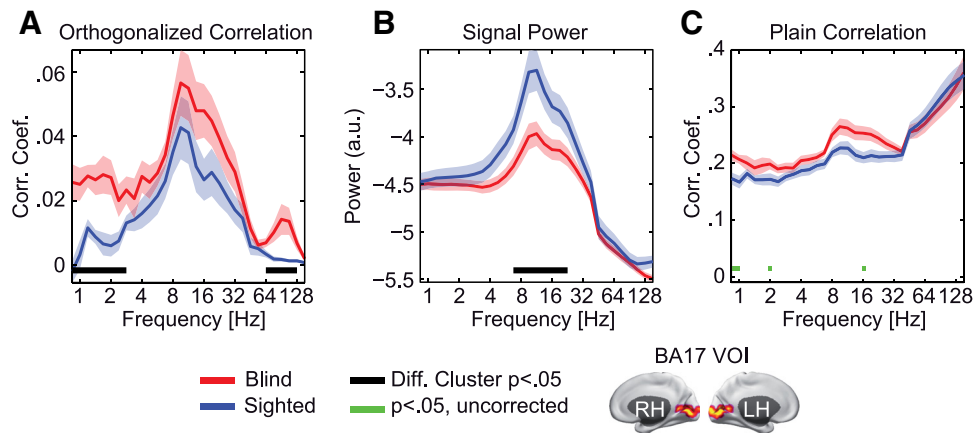 A
Orthogonalized Correlation
.06
.04
.02
0
Corr. Coef.
1 2 4 8 16 32 64 128
Frequency [Hz]
B
Signal Power
−3.5
−4
−4.5
−5
−5.5
Power (a.u.)
1 2 4 8 16 32 64 128
Frequency [Hz]
C
Plain Correlation
.4
.3
.2
.1
0
Corr. Coef.
1 2 4 8 16 32 64 128
Frequency [Hz]
Blind
Sighted
Diff. Cluster p<.05
p<.05, uncorrected
BA17 VOI
RH LH